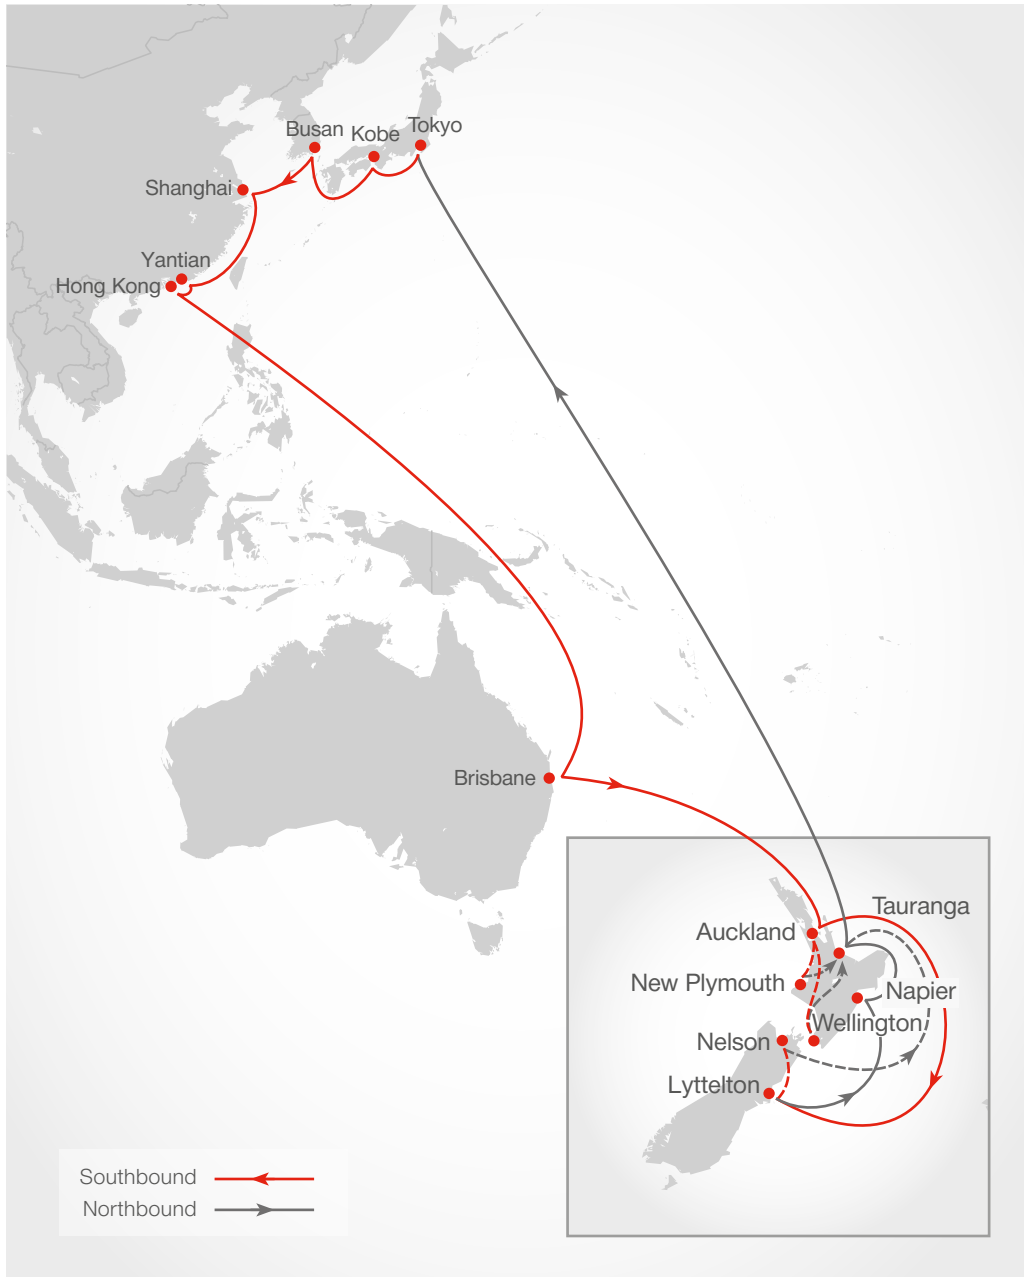 Tokyo
Busan
Kobe
Shanghai
Yantian
Hong Kong
Brisbane
Tauranga
Auckland
New Plymouth
Napier
Wellington
Nelson
Lyttelton
Southbound
Northbound